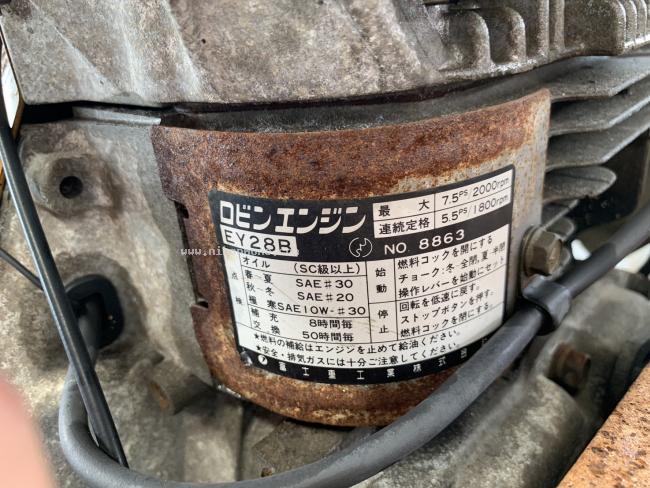 ロビンエンジン
最大 7.5PS/2000rpm
連続定格 5.5PS/1800rpm
EY28B
NO. 8863
点検
オイル (SC級以上)
春-夏 SAE#30
秋-冬 SAE#20
極寒 SAE10W-#30
補充 8時間毎
交換 50時間毎
始動
燃料コックを開にする
チョーク:冬-全閉,夏-半閉
操作レバーを始動にセット
停止
回転を低速に戻す。
ストップボタンを押す。
燃料コックを閉にする。
★燃料の補給はエンジンを止めて給油ください。
★安全・排気ガスには十分ご注意してください。
富士重工業株式会社